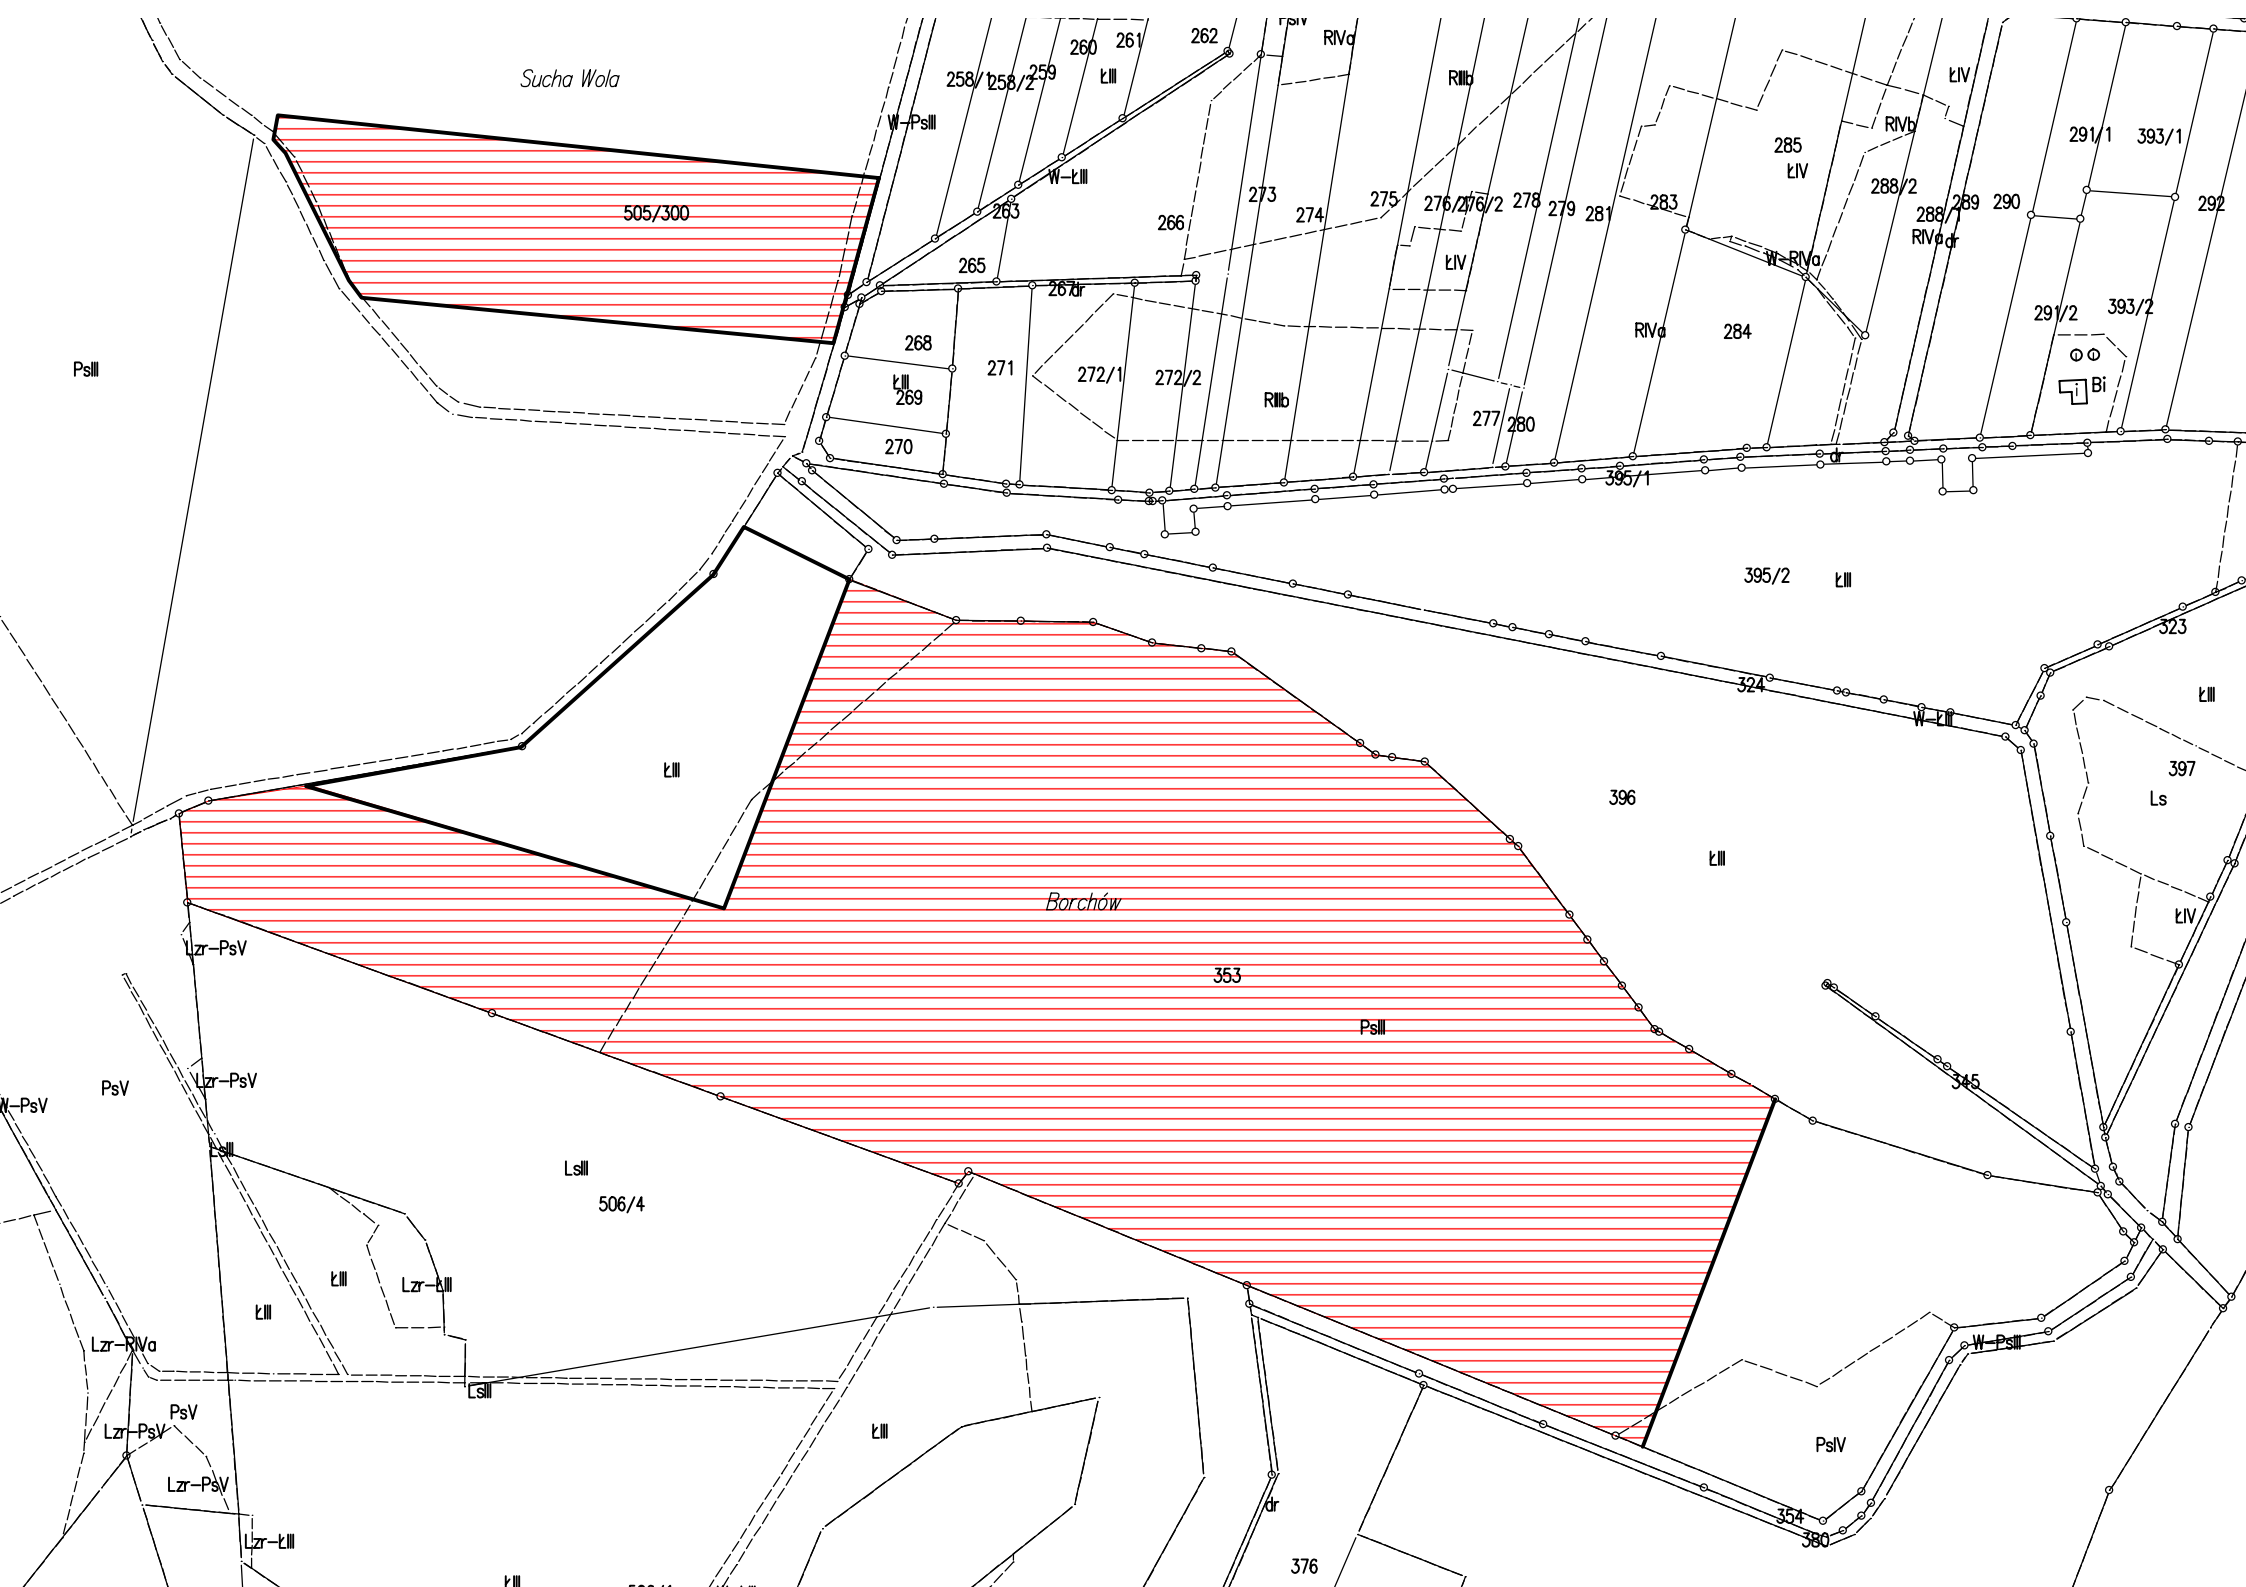 PsIV
262
261
260
RIVa
Sucha Wola
258/1
258/2
259
ŁIII
RIIIb
ŁIV
W-PsIII
RIVb
291/1
393/1
285
ŁIV
W-ŁIII
288/2
505/300
263
266
273
274
275
276/1
276/2
278
279
281
283
288/1
289
290
292
RIVa
dr
265
ŁIV
W-RIVa
267
dr
291/2
393/2
268
RIVa
284
PsIII
271
272/1
272/2
ŁIII
269
RIIIb
i
Bi
277
280
270
dr
395/1
395/2
ŁIII
323
324
ŁIII
W-ŁIII
ŁIII
397
396
Ls
ŁIII
Borchów
ŁIV
Lzr-PsV
353
PsIII
Lzr-PsV
345
PsV
W-PsV
LsIII
LsIII
506/4
ŁIII
Lzr-ŁIII
ŁIII
Lzr-RIVa
W-PsIII
LsIII
PsV
Lzr-PsV
ŁIII
PsIV
Lzr-PsV
dr
354
Lzr-ŁIII
380
376
ŁIII